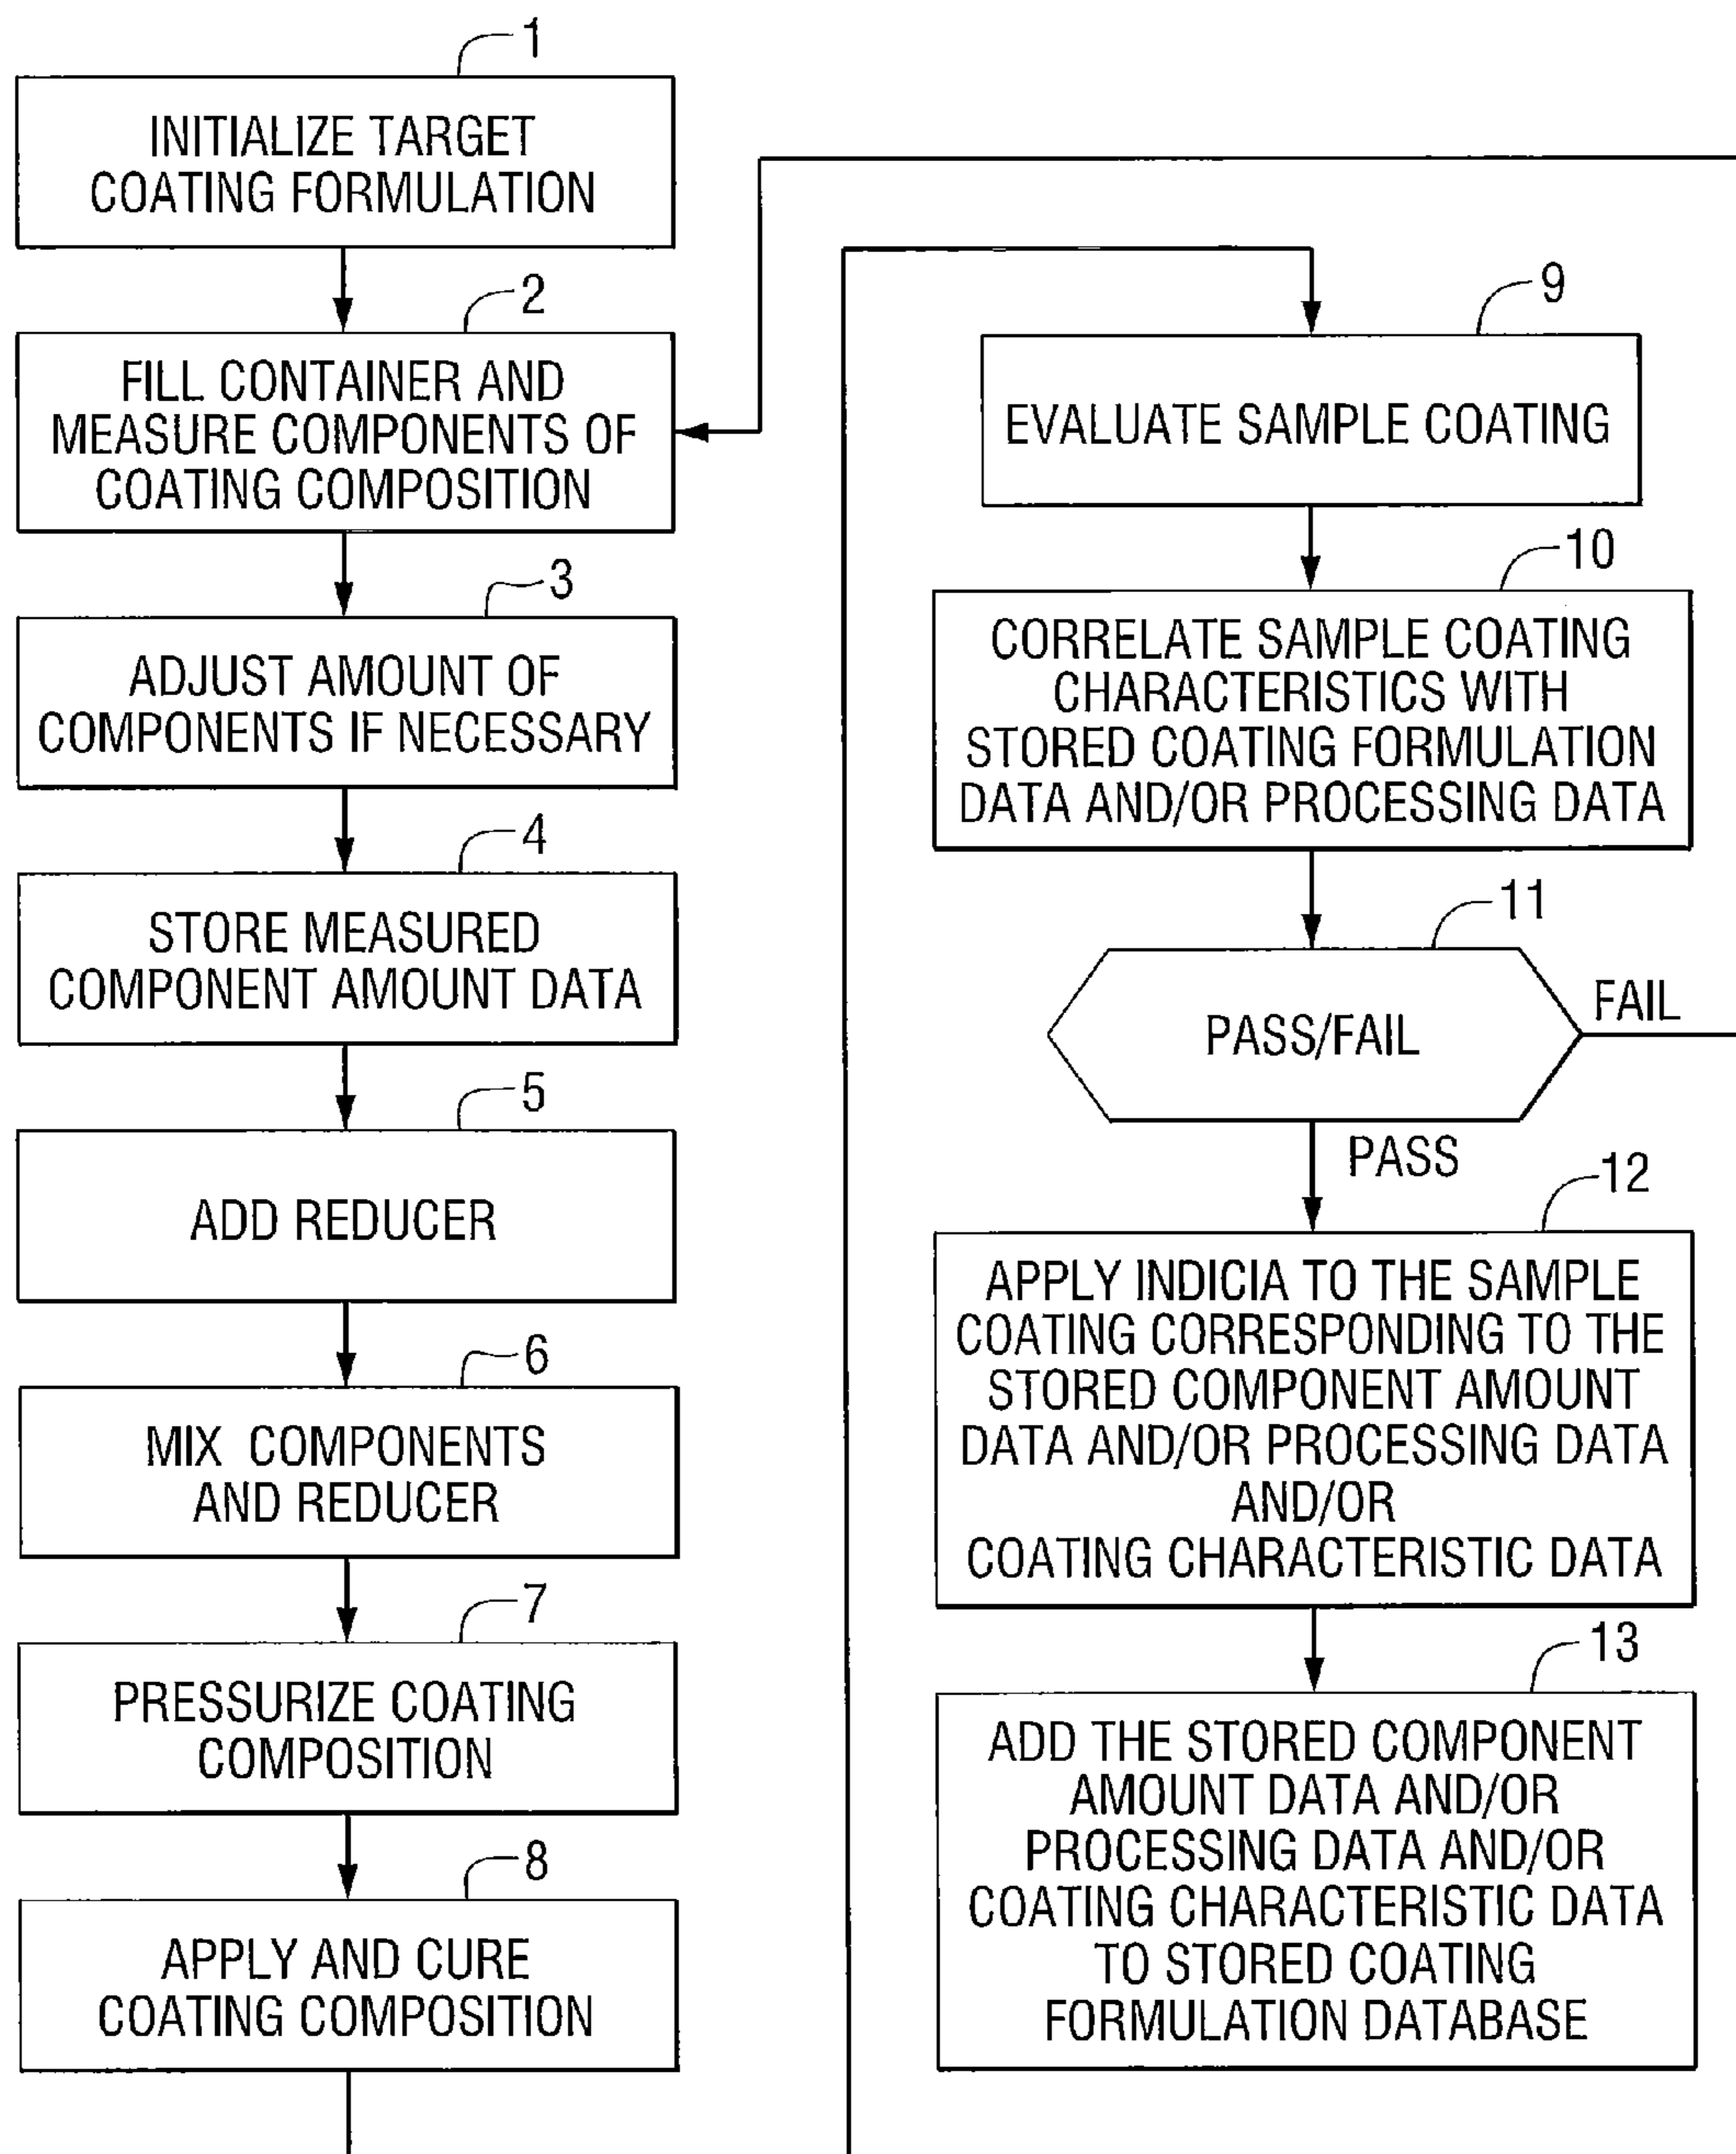 1
INITIALIZE TARGET
COATING FORMULATION
2
FILL CONTAINER AND
MEASURE COMPONENTS OF
COATING COMPOSITION
3
ADJUST AMOUNT OF
COMPONENTS IF NECESSARY
4
STORE MEASURED
COMPONENT AMOUNT DATA
5
ADD REDUCER
6
MIX COMPONENTS
AND REDUCER
7
PRESSURIZE COATING
COMPOSITION
8
APPLY AND CURE
COATING COMPOSITION
9
EVALUATE SAMPLE COATING
10
CORRELATE SAMPLE COATING
CHARACTERISTICS WITH
STORED COATING FORMULATION
DATA AND/OR PROCESSING DATA
11
PASS/FAIL
FAIL
PASS
12
APPLY INDICIA TO THE SAMPLE
COATING CORRESPONDING TO THE
STORED COMPONENT AMOUNT
DATA AND/OR PROCESSING DATA
AND/OR
COATING CHARACTERISTIC DATA
13
ADD THE STORED COMPONENT
AMOUNT DATA AND/OR
PROCESSING DATA AND/OR
COATING CHARACTERISTIC DATA
TO STORED COATING
FORMULATION DATABASE